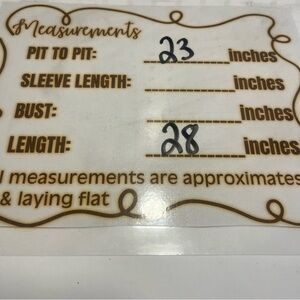 Measurements
PIT TO PIT: 23 inches
SLEEVE LENGTH: inches
BUST: inches
LENGTH: 28 inches
l measurements are approximates
& laying flat